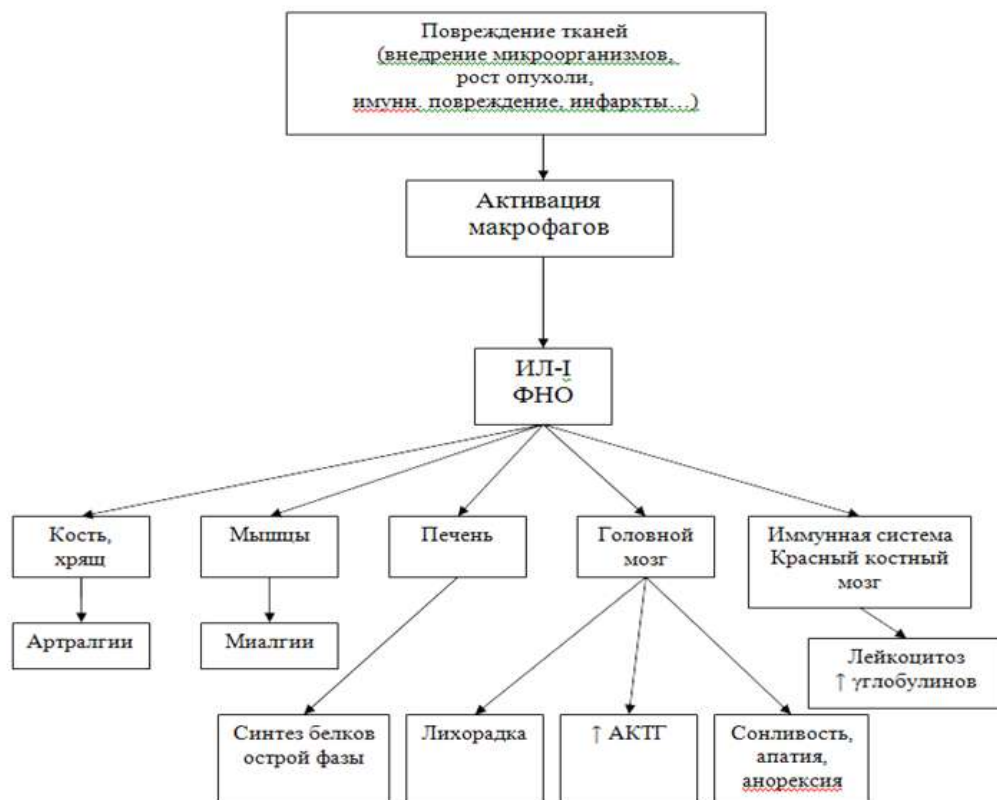 Повреждение тканей
(внедрение микроорганизмов,
рост опухоли,
имунн. повреждение, инфаркты…)
Активация
макрофагов
ИЛ-I
ФНО
Кость,
хрящ
Мышцы
Печень
Головной
мозг
Иммунная система
Красный костный
мозг
Артралгии
Миалгии
Лейкоцитоз
↑ γглобулинов
Синтез белков
острой фазы
Лихорадка
↑ АКТГ
Сонливость,
апатия,
анорексия